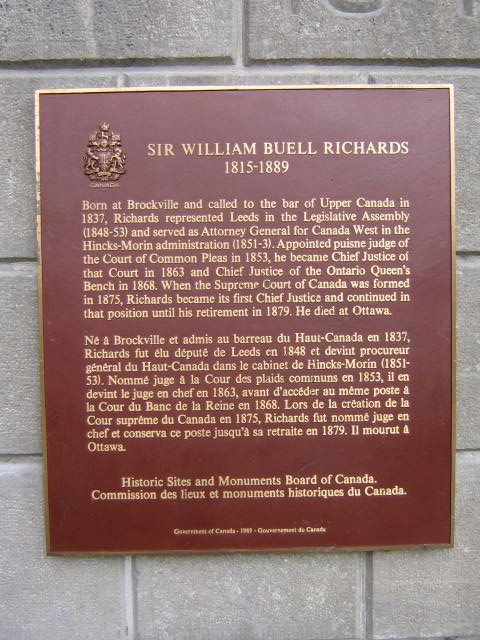 CANADA
SIR WILLIAM BUELL RICHARDS
1815-1889
Born at Brockville and called to the bar of Upper Canada in
1837, Richards represented Leeds in the Legislative Assembly
(1848-53) and served as Attorney General for Canada West in the
Hincks-Morin administration (1851-3). Appointed puisne judge of
the Court of Common Pleas in 1853, he became Chief Justice of
that Court in 1863 and Chief Justice of the Ontario Queen's
Bench in 1868. When the Supreme Court of Canada was formed
in 1875, Richards became its first Chief Justice and continued in
that position until his retirement in 1879. He died at Ottawa.
Né à Brockville et admis au barreau du Haut-Canada en 1837,
Richards fut élu député de Leeds en 1848 et devint procureur
général du Haut-Canada dans le cabinet de Hincks-Morin (1851-
53). Nommé juge à la Cour des plaids communs en 1853, il en
devint le juge en chef en 1863, avant d'accéder au même poste à
la Cour du Banc de la Reine en 1868. Lors de la création de la
Cour suprême du Canada en 1875, Richards fut nommé juge en
chef et conserva ce poste jusqu'à sa retraite en 1879. Il mourut à
Ottawa.
Historic Sites and Monuments Board of Canada.
Commission des lieux et monuments historiques du Canada.
Government of Canada - 1989 - Gouvernement du Canada